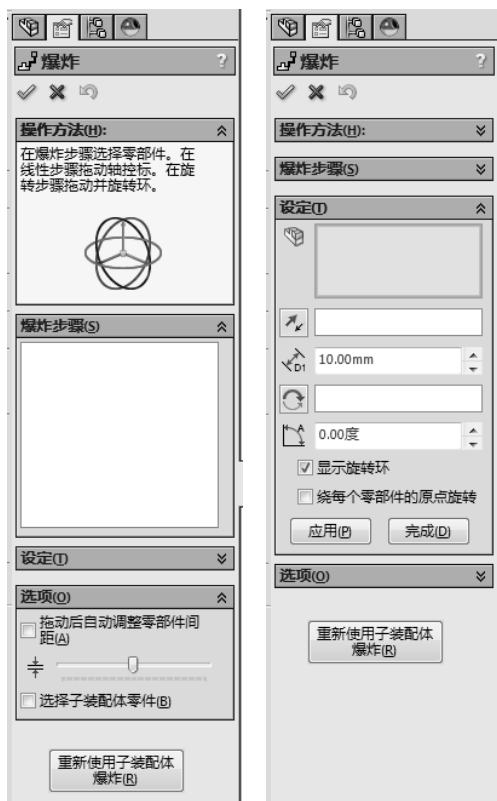 爆炸
?
操作方法(H):
在爆炸步骤选择零部件。在
线性步骤拖动轴控标。在旋
转步骤拖动并旋转环。
爆炸步骤(S)
设定(T)
选项(O)
拖动后自动调整零部件间
距(A)
选择子装配体零件(B)
重新使用子装配体
爆炸(R)
爆炸
?
操作方法(H):
爆炸步骤(S)
设定(T)
D1
10.00mm
A
0.00度
显示旋转环
绕每个零部件的原点旋转
应用(P)
完成(D)
选项(O)
重新使用子装配体
爆炸(R)